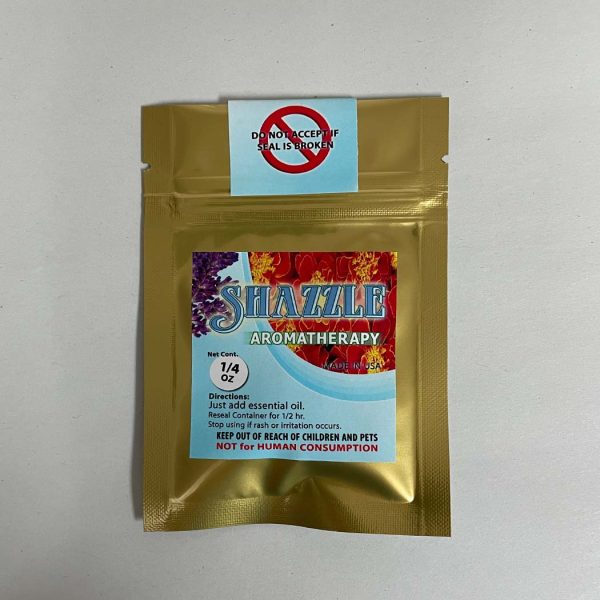 DO NOT ACCEPT IF
SEAL IS BROKEN
SHAZZLE
AROMATHERAPY
MADE IN USA
Net Cont.
1/4
OZ
Directions:
Just add essential oil.
Reseal Container for 1/2 hr.
Stop using if rash or irritation occurs.
KEEP OUT OF REACH OF CHILDREN AND PETS
NOT for HUMAN CONSUMPTION